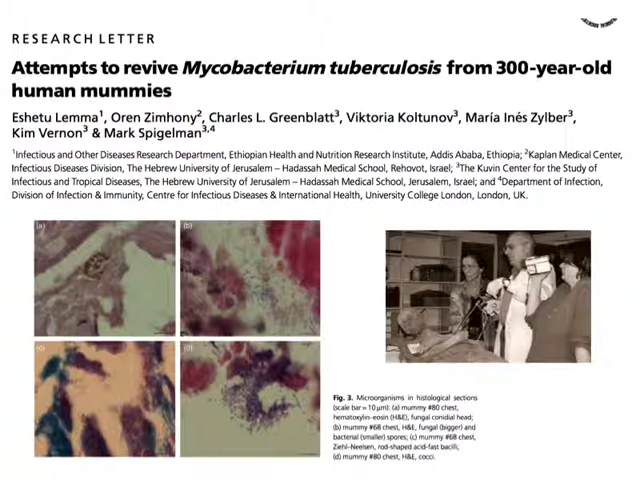 RESEARCH LETTER
Attempts to revive Mycobacterium tuberculosis from 300-year-old
human mummies
Eshetu Lemma1, Oren Zimhony2, Charles L. Greenblatt3, Viktoria Koltunov3, María Inés Zylber3,
Kim Vernon3 & Mark Spigelman3,4
1Infectious and Other Diseases Research Department, Ethiopian Health and Nutrition Research Institute, Addis Ababa, Ethiopia; 2Kaplan Medical Center,
Infectious Diseases Division, The Hebrew University of Jerusalem – Hadassah Medical School, Rehovot, Israel; 3The Kuvin Center for the Study of
Infectious and Tropical Diseases, The Hebrew University of Jerusalem – Hadassah Medical School, Jerusalem, Israel; and 4Department of Infection,
Division of Infection & Immunity, Centre for Infectious Diseases & International Health, University College London, London, UK.
(a)
(b)
(c)
(d)
Fig. 3. Microorganisms in histological sections
(scale bar = 10 μm): (a) mummy #80 chest,
hematoxylin–eosin (H&E), fungal conidial head;
(b) mummy #68 chest, H&E, fungal (bigger) and
bacterial (smaller) spores; (c) mummy #68 chest,
Ziehl–Neelsen, rod-shaped acid-fast bacilli;
(d) mummy #80 chest, H&E, cocci.